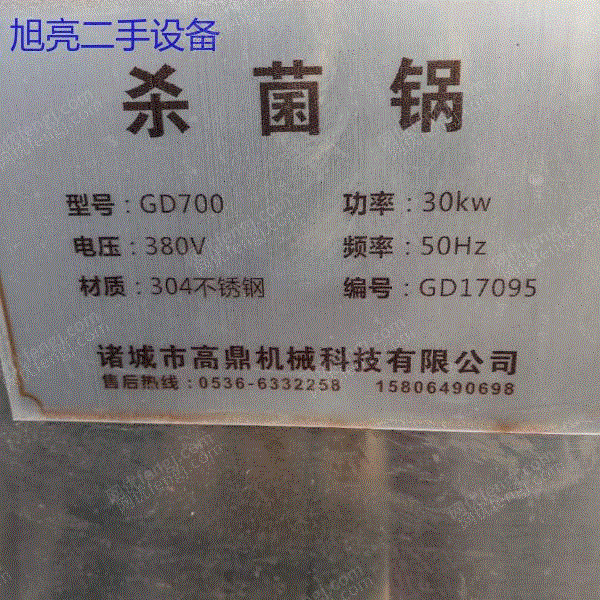 旭亮二手设备
杀菌锅
型号：GD700 功率：30kw
电压：380V 频率：50Hz
材质：304不锈钢 编号：GD17095
诸城市高鼎机械科技有限公司
售后热线：0536-6332258 15806490698